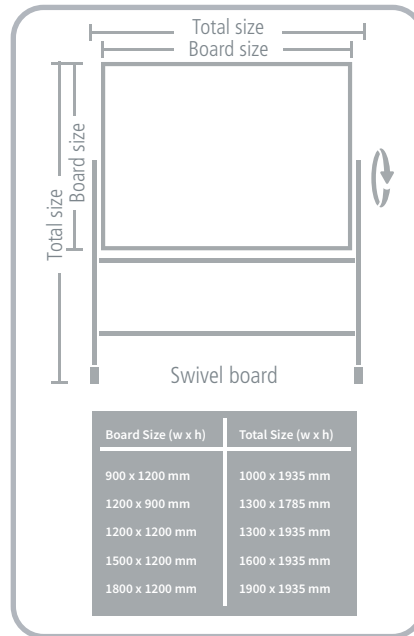 Total size
Board size
Board size
Total size
Swivel board
Board Size (w x h) Total Size (w x h)
900 x 1200 mm 1000 x 1935 mm
1200 x 900 mm 1300 x 1785 mm
1200 x 1200 mm 1300 x 1935 mm
1500 x 1200 mm 1600 x 1935 mm
1800 x 1200 mm 1900 x 1935 mm